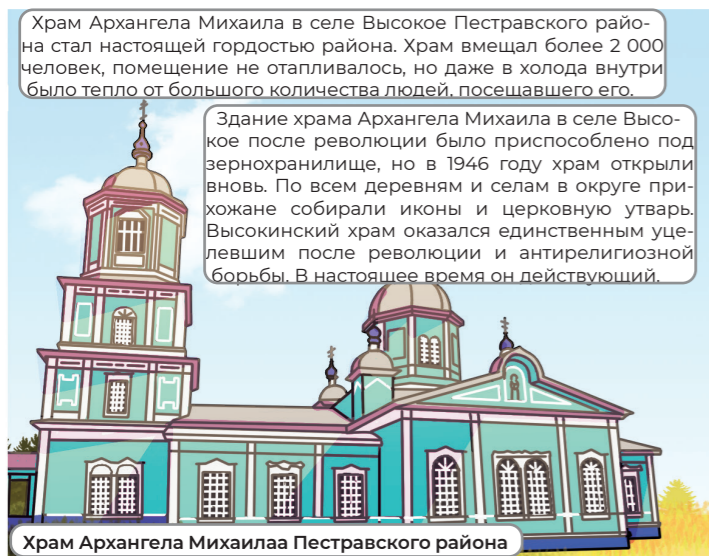 Храм Архангела Михаила в селе Высокое Пестравского райо-
на стал настоящей гордостью района. Храм вмещал более 2 000
человек, помещение не отапливалось, но даже в холода внутри
было тепло от большого количества людей, посещавшего его.
Здание храма Архангела Михаила в селе Высо-
кое после революции было приспособлено под
зернохранилище, но в 1946 году храм открыли
вновь. По всем деревням и селам в округе при-
хожане собирали иконы и церковную утварь.
Высокинский храм оказался единственным уце-
левшим после революции и антирелигиозной
борьбы. В настоящее время он действующий.
Храм Архангела Михаилаа Пестравского района